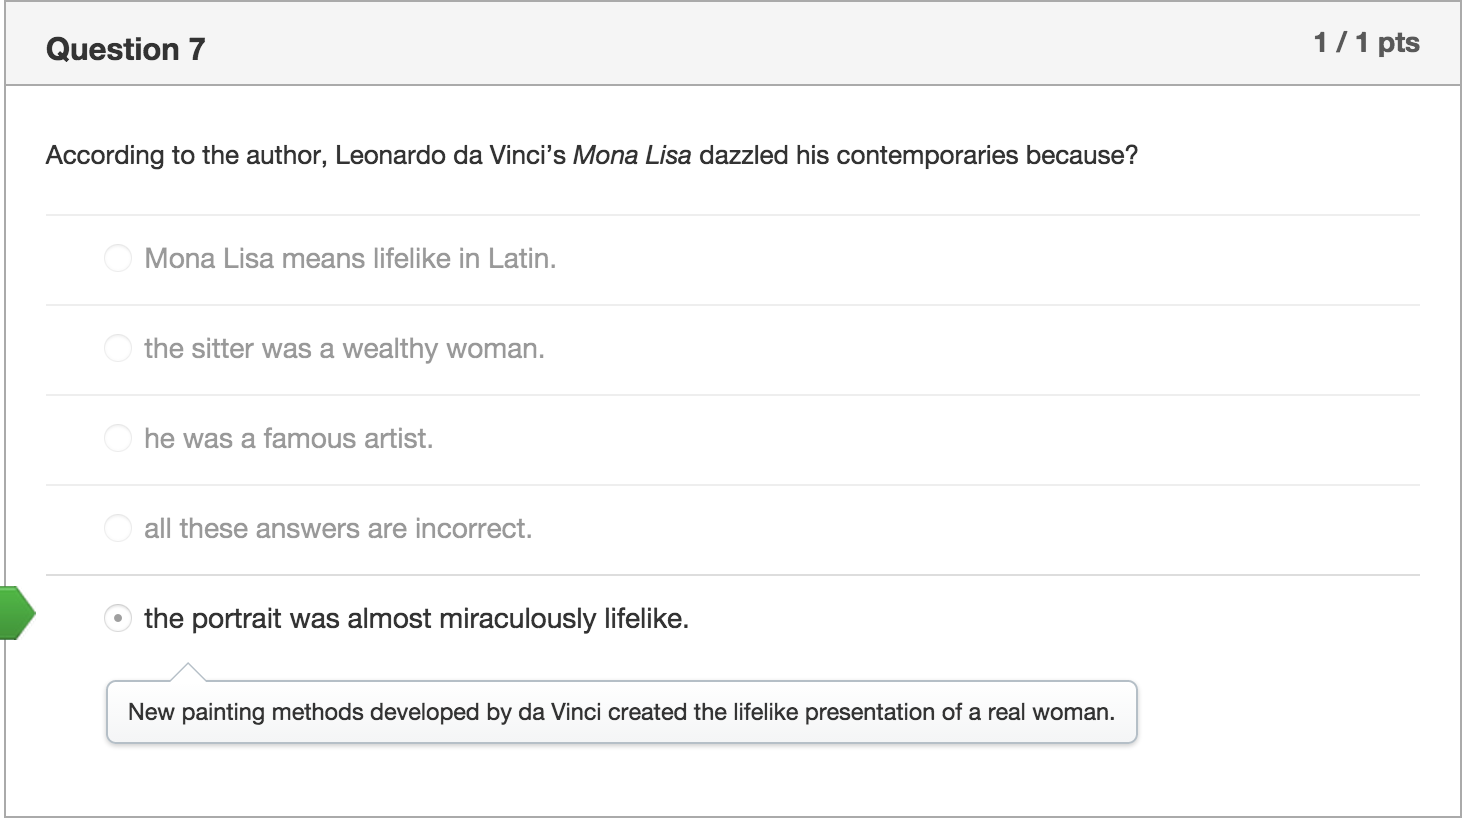 Question 7
1 / 1 pts
According to the author, Leonardo da Vinci’s Mona Lisa dazzled his contemporaries because?
Mona Lisa means lifelike in Latin.
the sitter was a wealthy woman.
he was a famous artist.
all these answers are incorrect.
the portrait was almost miraculously lifelike.
New painting methods developed by da Vinci created the lifelike presentation of a real woman.